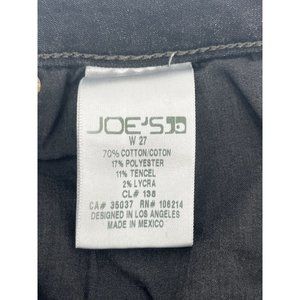 JOE'S
W 27
70% COTTON/COTON
17% POLYESTER
11% TENCEL
2% LYCRA
CL# 138
CA# 35037 RN# 106214
DESIGNED IN LOS ANGELES
MADE IN MEXICO